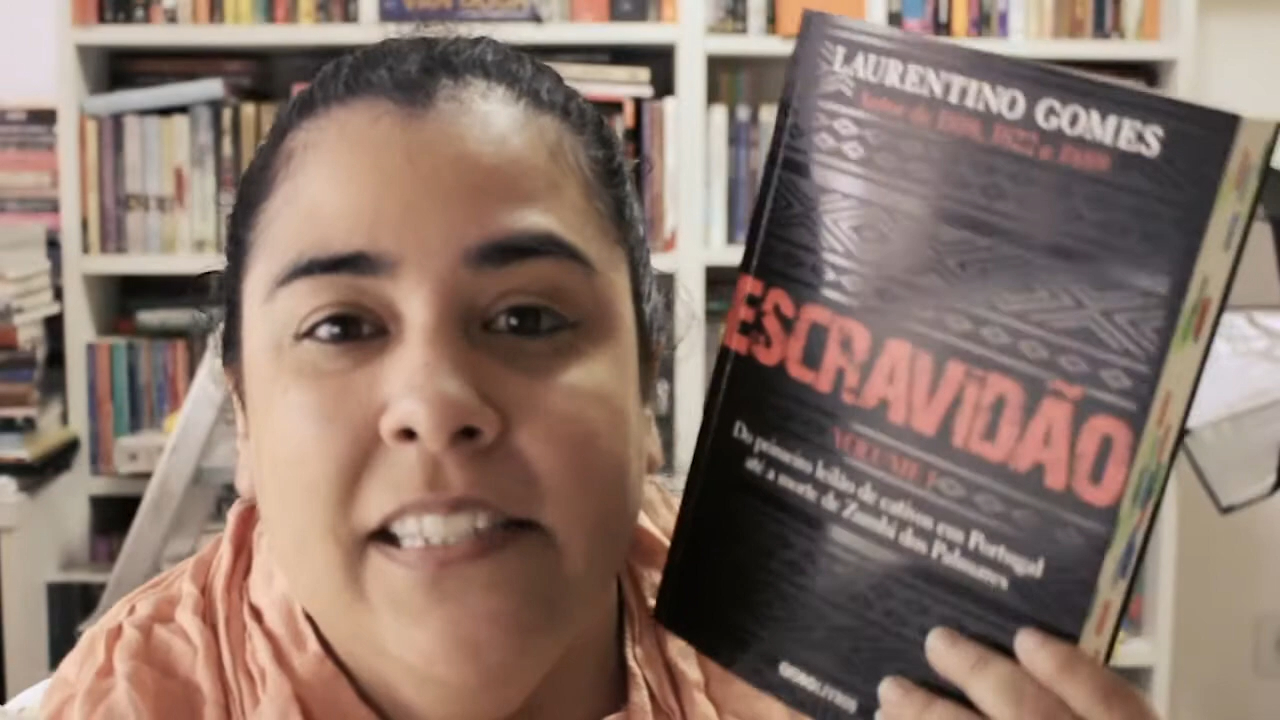 LAURENTINO GOMES
Autor de 1808, 1822 e 1889
ESCRAVIDÃO
VOLUME I
Do primeiro leilão de cativos em Portugal
até a morte de Zumbi dos Palmares
GLOBOLIVROS